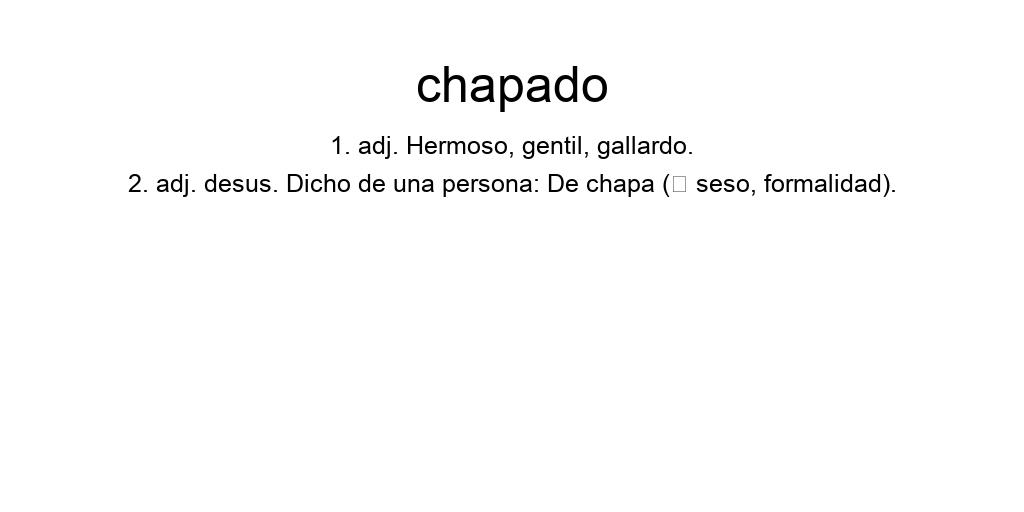 chapado
1. adj. Hermoso, gentil, gallardo.
2. adj. desus. Dicho de una persona: De chapa (□ seso, formalidad).